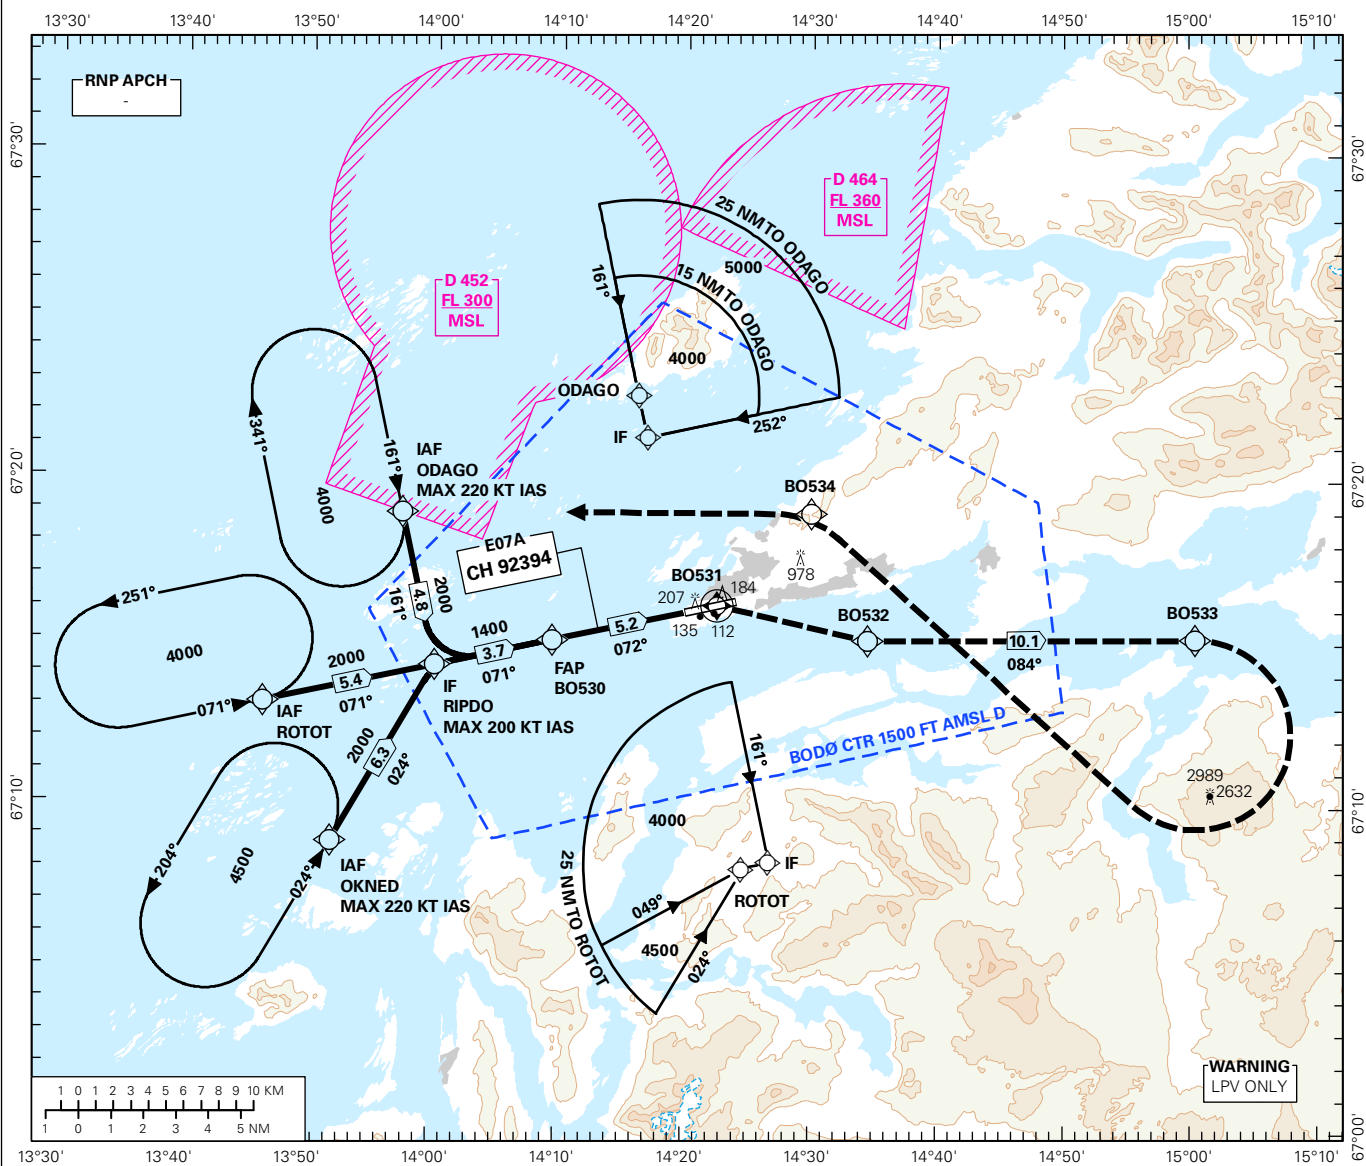 13°30' 13°40' 13°50' 14°00' 14°10' 14°20' 14°30' 14°40' 14°50' 15°00' 15°10'
RNP APCH
-
67°30'
67°30'
D 464
FL 360
MSL
25 NM TO ODAGO
5000
15 NM TO ODAGO
4000
161°
D 452
FL 300
MSL
ODAGO
IF
252°
341°
161°
4000
IAF
ODAGO
MAX 220 KT IAS
67°20'
67°20'
BO534
E07A
CH 92394
978
BO531
207
184
135
112
251°
4000
071°
2000
4.8
161°
1400
3.7
071°
5.2
072°
BO532
10.1
084°
BO533
2000
5.4
071°
FAP
BO530
IF
RIPDO
MAX 200 KT IAS
IAF
ROTOT
2000
6.3
024°
BODØ CTR 1500 FT AMSL D
161°
67°10'
67°10'
2989
2632
4000
204°
4500
024°
IAF
OKNED
MAX 220 KT IAS
25 NM TO ROTOT
IF
ROTOT
049°
4500
024°
WARNING
LPV ONLY
1 0 1 2 3 4 5 6 7 8 9 10 KM
1 0 1 2 3 4 5 NM
67°00'
13°30' 13°40' 13°50' 14°00' 14°10' 14°20' 14°30' 14°40' 14°50' 15°00' 15°10'